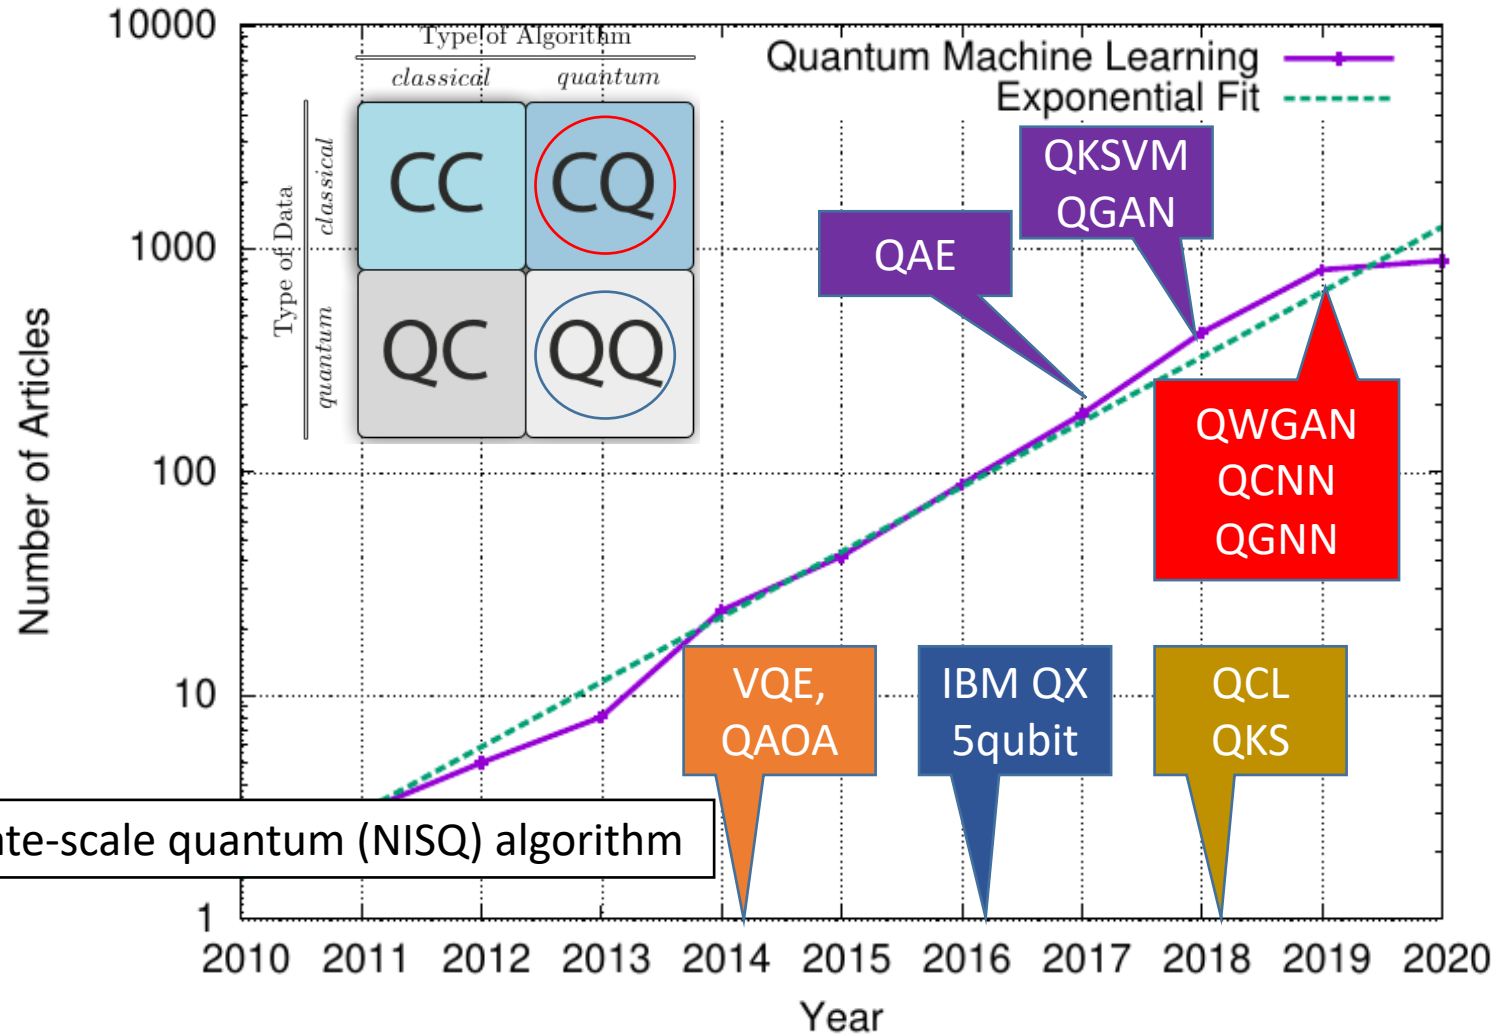 10000
1000
100
10
1
Number of Articles
Type of Algorithm
classical quantum
Type of Data
classical
quantum
CC CQ
QC QQ
Quantum Machine Learning
Exponential Fit
QKSVM
QGAN
QAE
QWGAN
QCNN
QGNN
VQE,
QAOA
IBM QX
5qubit
QCL
QKS
ate-scale quantum (NISQ) algorithm
2010 2011 2012 2013 2014 2015 2016 2017 2018 2019 2020
Year